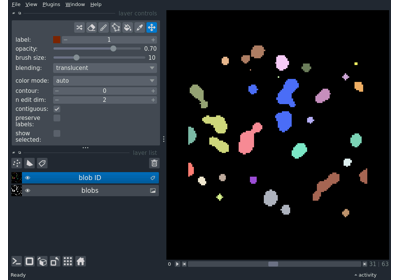 File View Plugins Window Help
layer controls
label: 1
opacity: 0.70
brush size: 10
blending: translucent
color mode: auto
contour: 0
n edit dim: 2
contiguous:
preserve
labels:
show
selected:
layer list
blob ID
blobs
31 63
Ready
activity